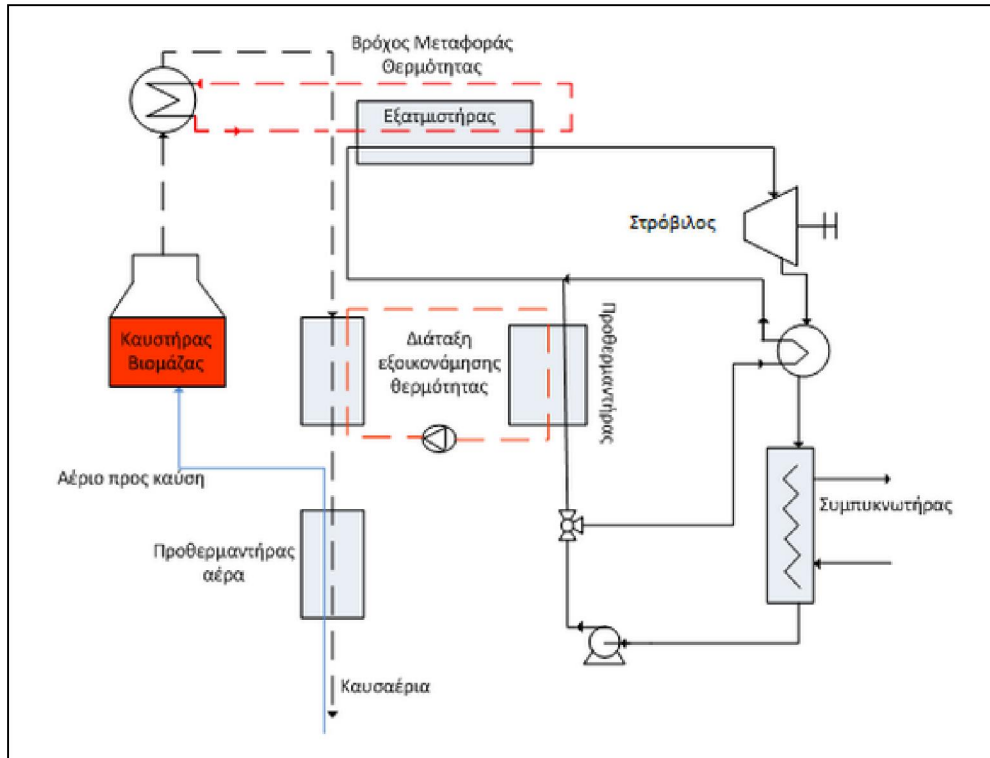 Βρόχος Μεταφοράς
Θερμότητας
Εξατμιστήρας
Στρόβιλος
Καυστήρας
Βιομάζας
Διάταξη
εξοικονόμησης
θερμότητας
Προθερμαντήρας
Αέριο προς καύση
Συμπυκνωτήρας
Προθερμαντήρας
αέρα
Καυσαέρια